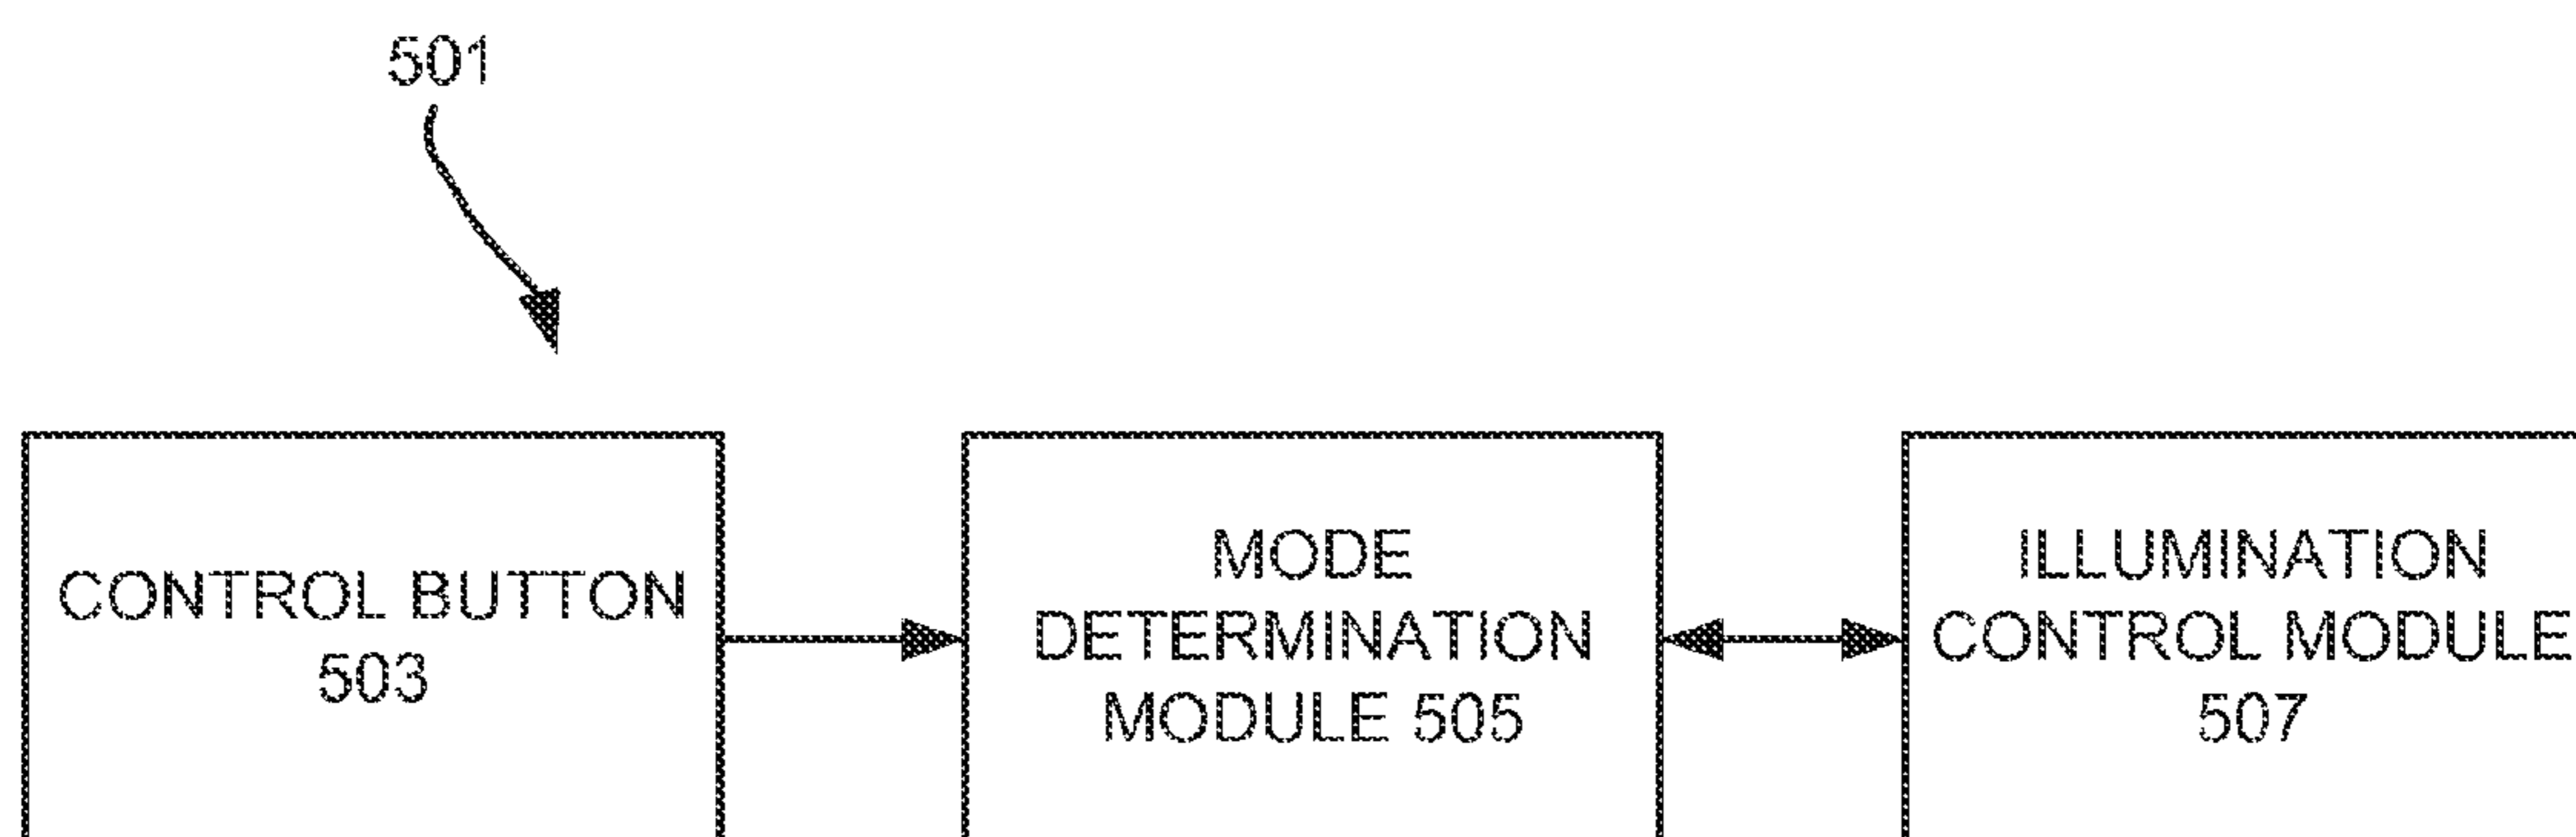 501
CONTROL BUTTON
503
MODE
DETERMINATION
MODULE 505
ILLUMINATION
CONTROL MODULE
507